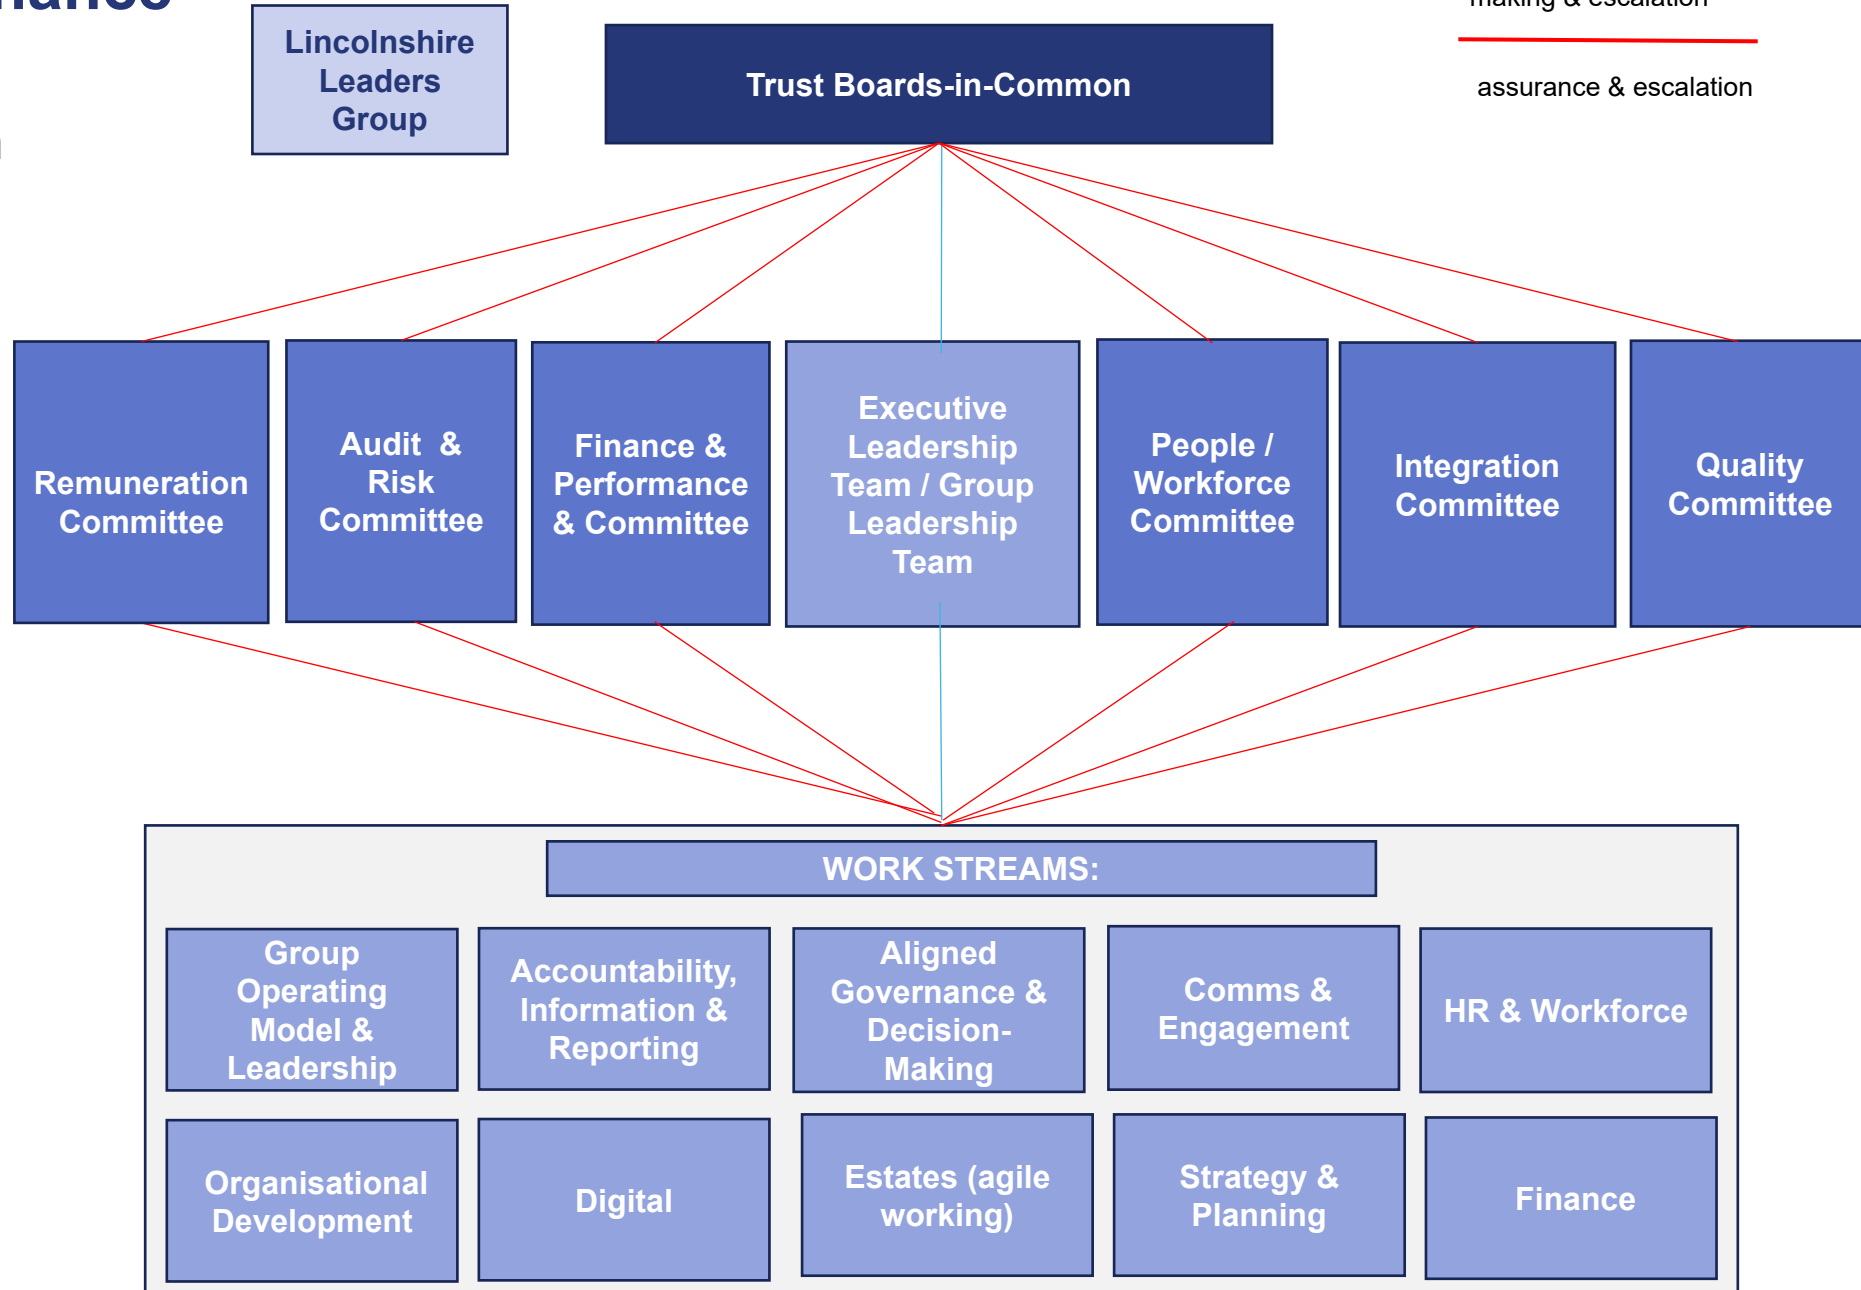 making & escalation
Lincolnshire
Leaders
Group
Trust Boards-in-Common
assurance & escalation
Remuneration
Committee
Audit & 
Risk
Committee
Finance &
Performance
& Committee
Executive
Leadership
Team / Group
Leadership
Team
People /
Workforce
Committee
Integration
Committee
Quality
Committee
WORK STREAMS:
Group
Operating
Model &
Leadership
Accountability,
Information &
Reporting
Aligned
Governance &
Decision-
Making
Comms &
Engagement
HR & Workforce
Organisational
Development
Digital
Estates (agile
working)
Strategy &
Planning
Finance